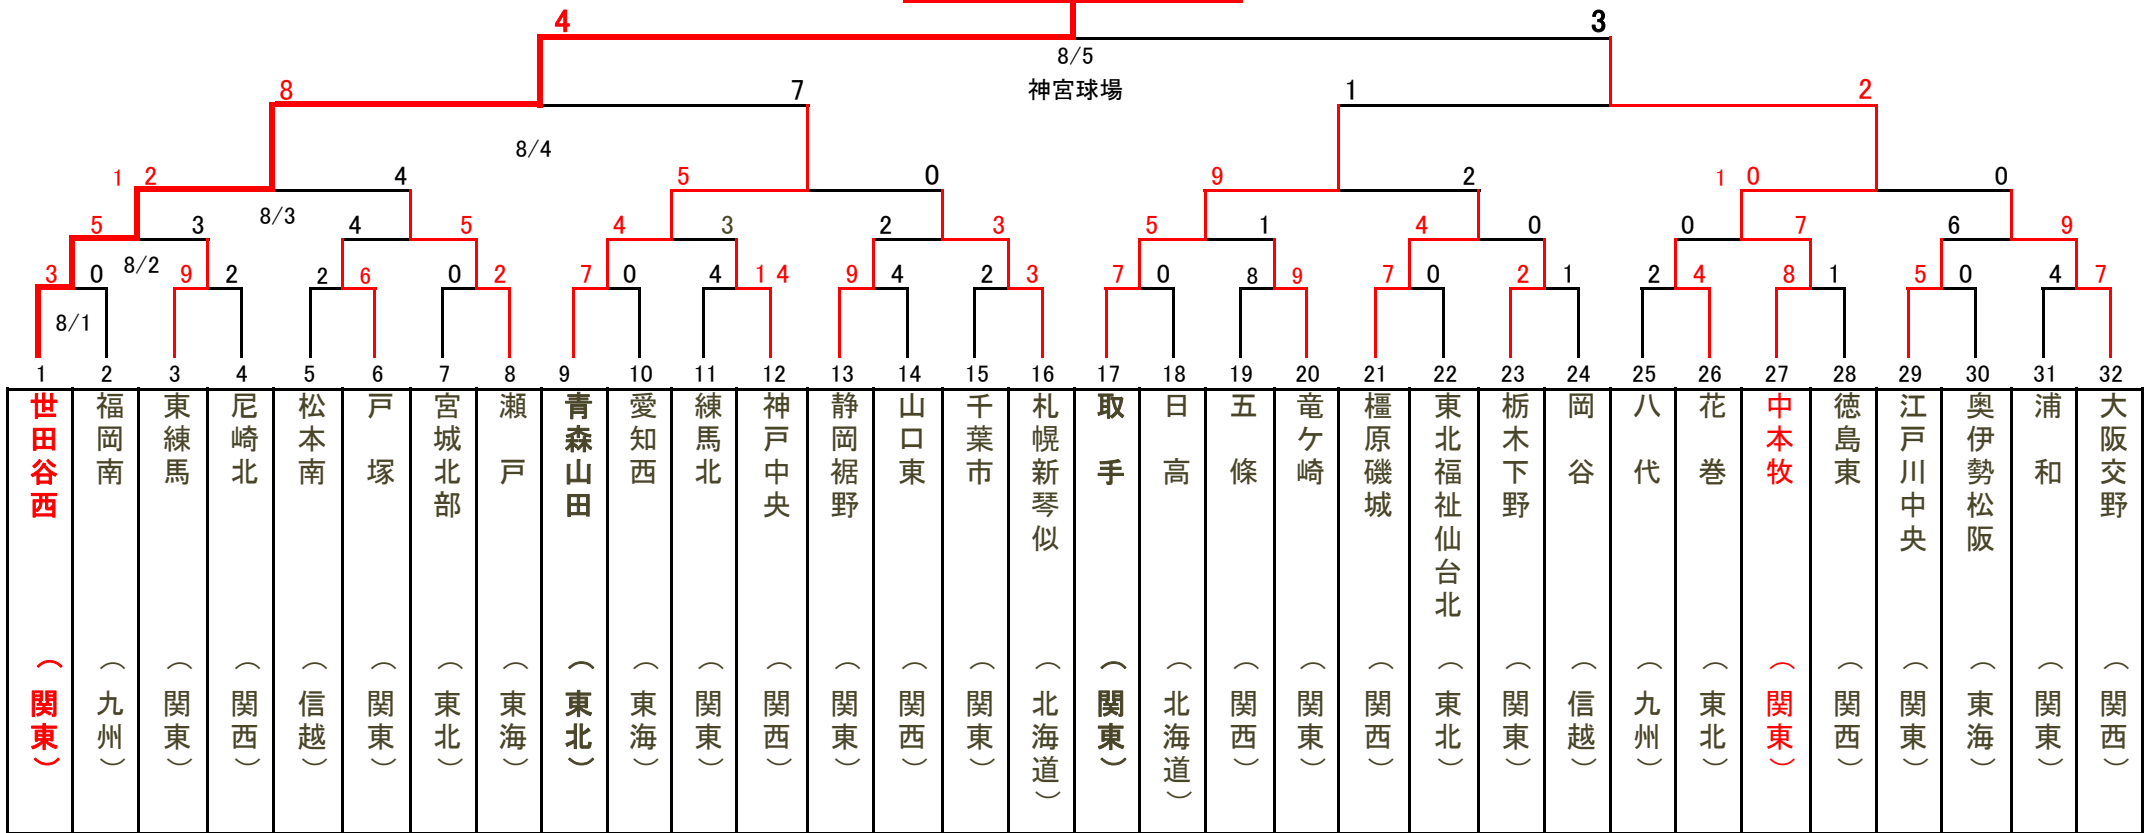 4 3
8/5
8 7 神宮球場 1 2
8/4
12 4 5 0 9 2 10 0
8/3
5 3 4 5 4 3 2 3 5 1 4 0 0 7 6 9
8/2
3 0 9 2 2 6 0 2 7 0 4 14 9 4 2 3 7 0 8 9 7 0 2 1 2 4 8 1 5 0 4 7
8/1
1 2 3 4 5 6 7 8 9 10 11 12 13 14 15 16 17 18 19 20 21 22 23 24 25 26 27 28 29 30 31 32
世田谷西（関東）
福岡南（九州）
東練馬（関東）
尼崎北（関西）
松本南（信越）
戸　塚（関東）
宮城北部（東北）
瀬　戸（東海）
青森山田（東北）
愛知西（東海）
練馬北（関東）
神戸中央（関西）
静岡裾野（関東）
山口東（関西）
千葉市（関東）
札幌新琴似（北海道）
取　手（関東）
日　高（北海道）
五　條（関西）
竜ケ崎（関東）
橿原磯城（関西）
東北福祉仙台北（東北）
栃木下野（関東）
岡　谷（信越）
八　代（九州）
花　巻（東北）
中本牧（関東）
徳島東（関西）
江戸川中央（関東）
奥伊勢松阪（東海）
浦　和（関東）
大阪交野（関西）